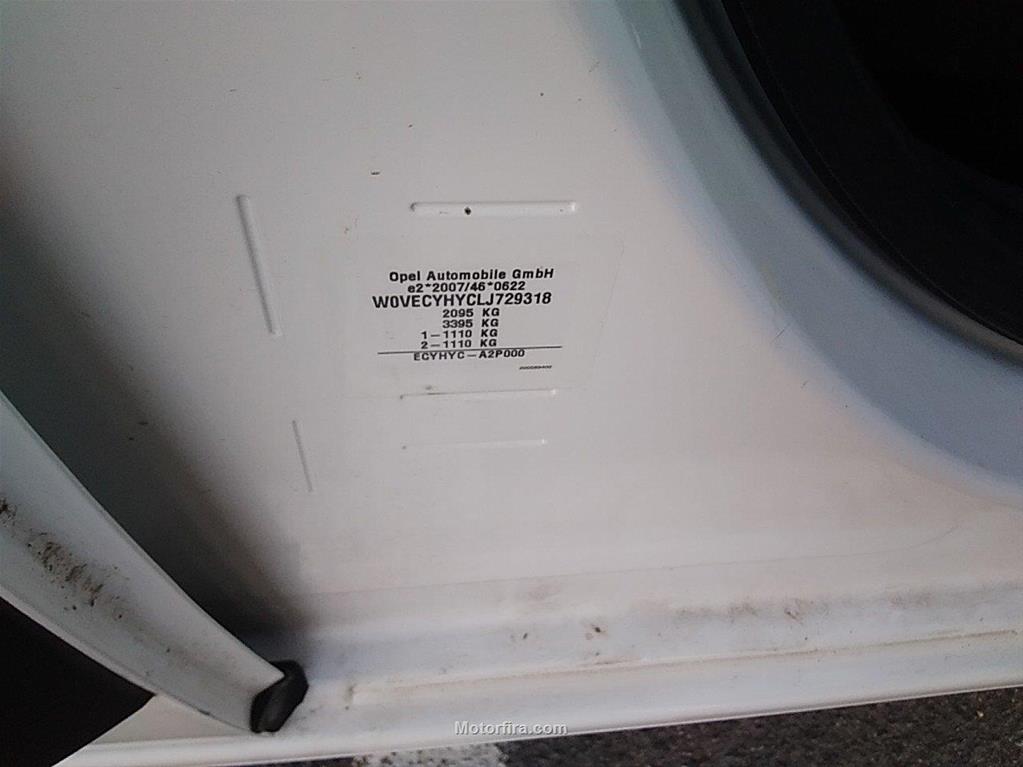 Opel Automobile GmbH
e2*2007/46*0622
W0VECYHYCLJ729318
2095 KG
3395 KG
1-1110 KG
2-1110 KG
ECYHYC-A2P000
Motorfira.com